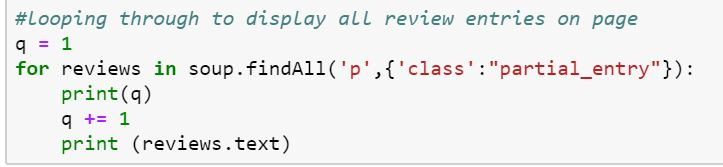 #Looping through to display all review entries on page
q = 1
for reviews in soup.findAll('p',{'class':"partial_entry"}):
    print(q)
    q += 1
    print (reviews.text)